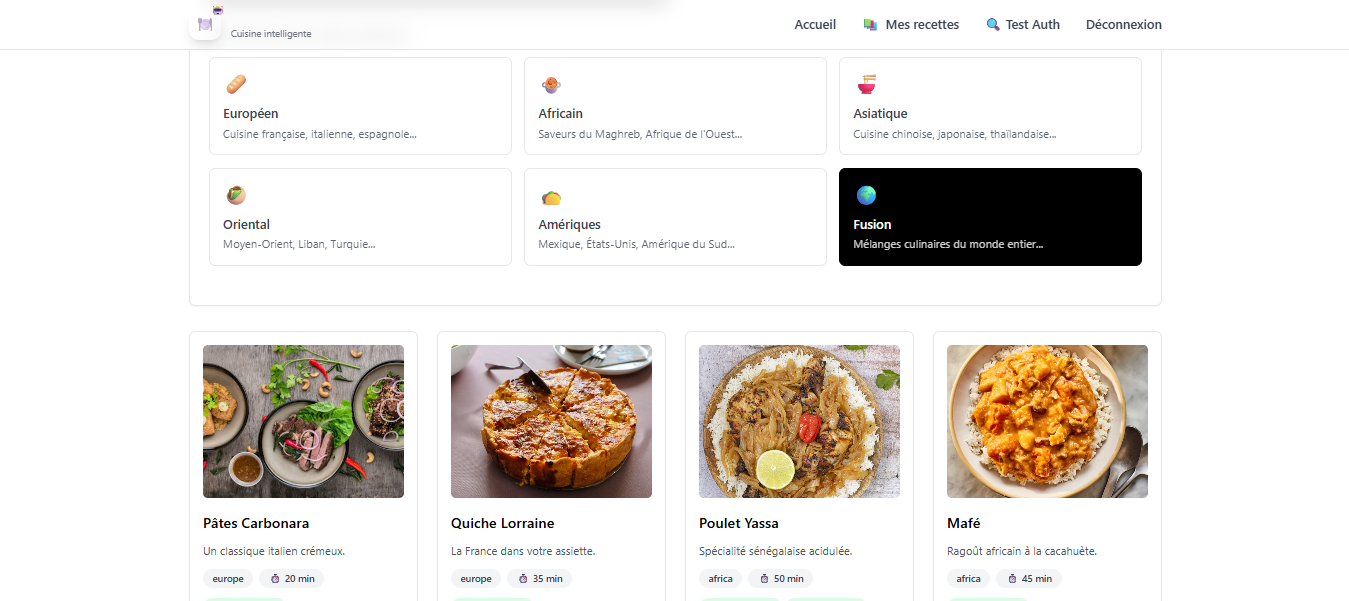 Cuisine intelligente
Accueil
Mes recettes
Test Auth
Déconnexion
Européen
Cuisine française, italienne, espagnole...
Africain
Saveurs du Maghreb, Afrique de l'Ouest...
Asiatique
Cuisine chinoise, japonaise, thaïlandaise...
Oriental
Moyen-Orient, Liban, Turquie...
Amériques
Mexique, États-Unis, Amérique du Sud...
Fusion
Mélanges culinaires du monde entier...
Pâtes Carbonara
Un classique italien crémeux.
europe
20 min
Quiche Lorraine
La France dans votre assiette.
europe
35 min
Poulet Yassa
Spécialité sénégalaise acidulée.
africa
50 min
Mafé
Ragoût africain à la cacahuète.
africa
45 min